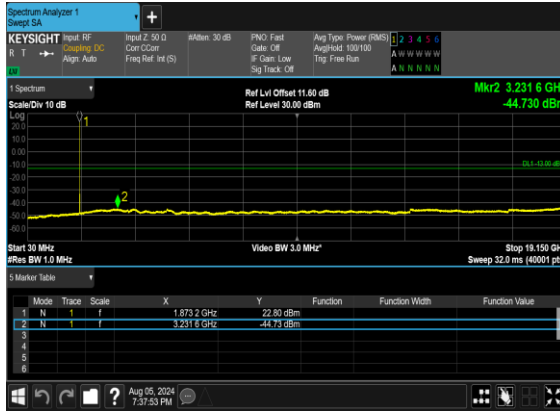 Spectrum Analyzer 1
Swept SA
KEYSIGHT Input: RF Input Z: 50 Ω #Atten: 30 dB PNO: Fast Avg Type: Power (RMS) 1 2 3 4 5 6
R T Coupling: DC Corr CCorr Gate: Off Avg|Hold: 100/100 A W W W W W
Align: Auto Freq Ref: Int (S) IF Gain: Low Trig: Free Run
Sig Track: Off A N N N N N
LU
1 Spectrum Ref Lvl Offset 11.60 dB Mkr2 3.231 6 GH
Scale/Div 10 dB Ref Level 30.00 dBm -44.730 dBr
Log
20.0
10.0
0.00
-10.0
-20.0
-30.0
-40.0
-50.0
-60.0
1
2
DL1 -13.00 dB
Start 30 MHz Video BW 3.0 MHz* Stop 19.150 GH
#Res BW 1.0 MHz Sweep 32.0 ms (40001 pts
5 Marker Table
Mode Trace Scale X Y Function Function Width Function Value
1 N 1 f 1.873 2 GHz 22.80 dBm
2 N 1 f 3.231 6 GHz -44.73 dBm
3
4
5
6
? Aug 05, 2024
7:37:53 PM